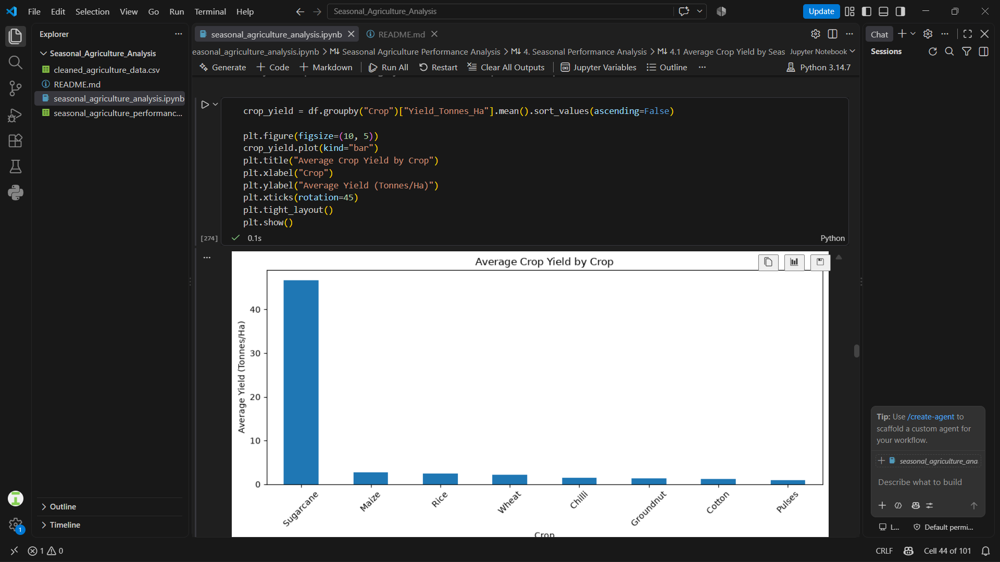 File Edit Selection View Go Run Terminal Help
Seasonal_Agriculture_Analysis
Update
Explorer
Seasonal_Agriculture_Analysis
cleaned_agriculture_data.csv
README.md
seasonal_agriculture_analysis.ipynb
seasonal_agriculture_performanc...
Outline
Timeline
1
seasonal_agriculture_analysis.ipynb
README.md
easonal_agriculture_analysis.ipynb > Seasonal Agriculture Performance Analysis > 4. Seasonal Performance Analysis > 4.1 Average Crop Yield by Seas
Jupyter Notebook
Generate + Code + Markdown Run All Restart Clear All Outputs Jupyter Variables Outline ...
Python 3.14.7
crop_yield = df.groupby("Crop")["Yield_Tonnes_Ha"].mean().sort_values(ascending=False)
plt.figure(figsize=(10, 5))
crop_yield.plot(kind="bar")
plt.title("Average Crop Yield by Crop")
plt.xlabel("Crop")
plt.ylabel("Average Yield (Tonnes/Ha)")
plt.xticks(rotation=45)
plt.tight_layout()
plt.show()
[274]
0.1s
Python
Average Crop Yield by Crop
Average Yield (Tonnes/Ha)
40
30
20
10
0
Sugarcane
Maize
Rice
Wheat
Chilli
Groundnut
Cotton
Pulses
Crop
Chat
Sessions
Tip: Use /create-agent to
scaffold a custom agent for
your workflow.
seasonal_agriculture_ana
Describe what to build
L...
Default permi...
1 0
CRLF
Cell 44 of 101